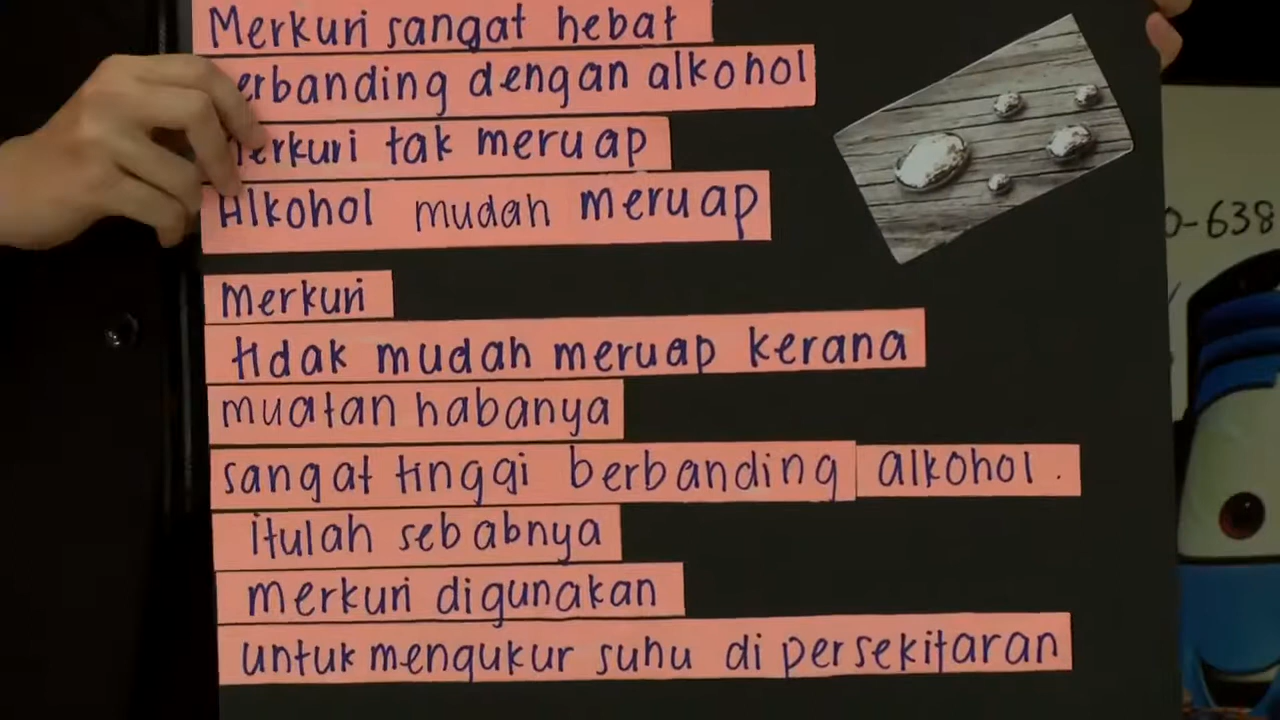 Merkuri sangat hebat
erbanding dengan alkohol
Merkuri tak meruap
Alkohol mudah meruap
merkuri
tidak mudah meruap kerana
muatan habanya
sangat tinggi berbanding alkohol.
itulah sebabnya
merkuri digunakan
untuk mengukur suhu di persekitaran
0-638